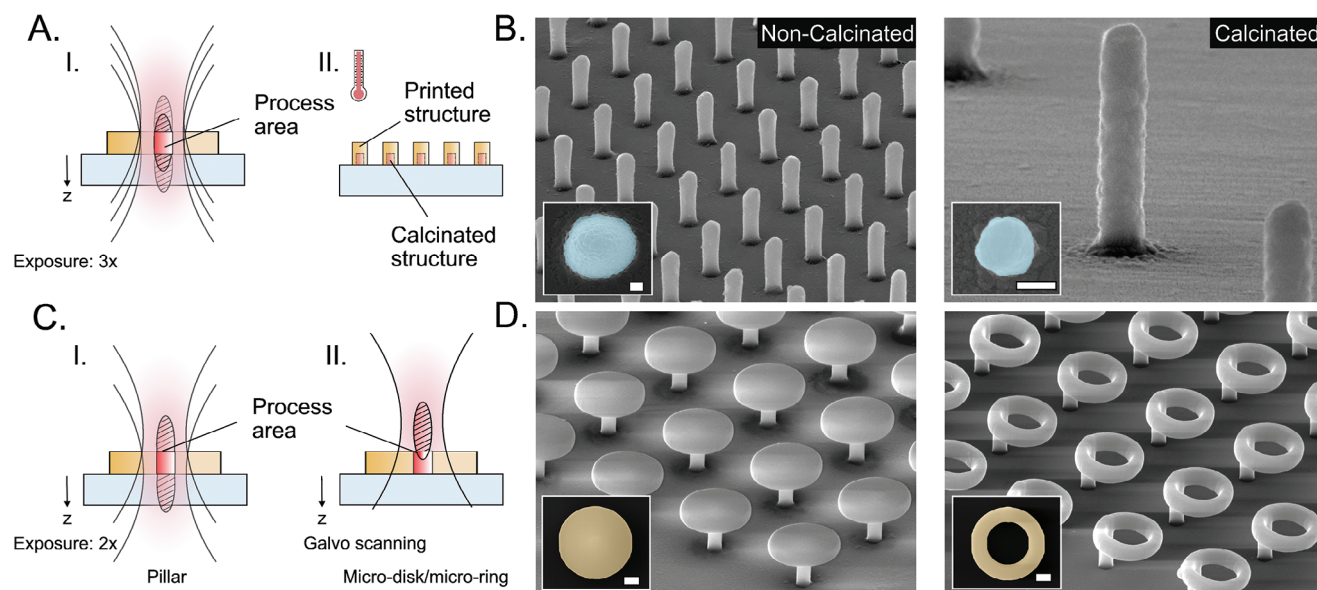 A.
I.
Process
area
z
Exposure: 3x
II.
Printed
structure
Calcinated
structure
B.
Non-Calcinated
Calcinated
C.
I.
Process
area
z
Exposure: 2x
Pillar
II.
z
Galvo scanning
Micro-disk/micro-ring
D.